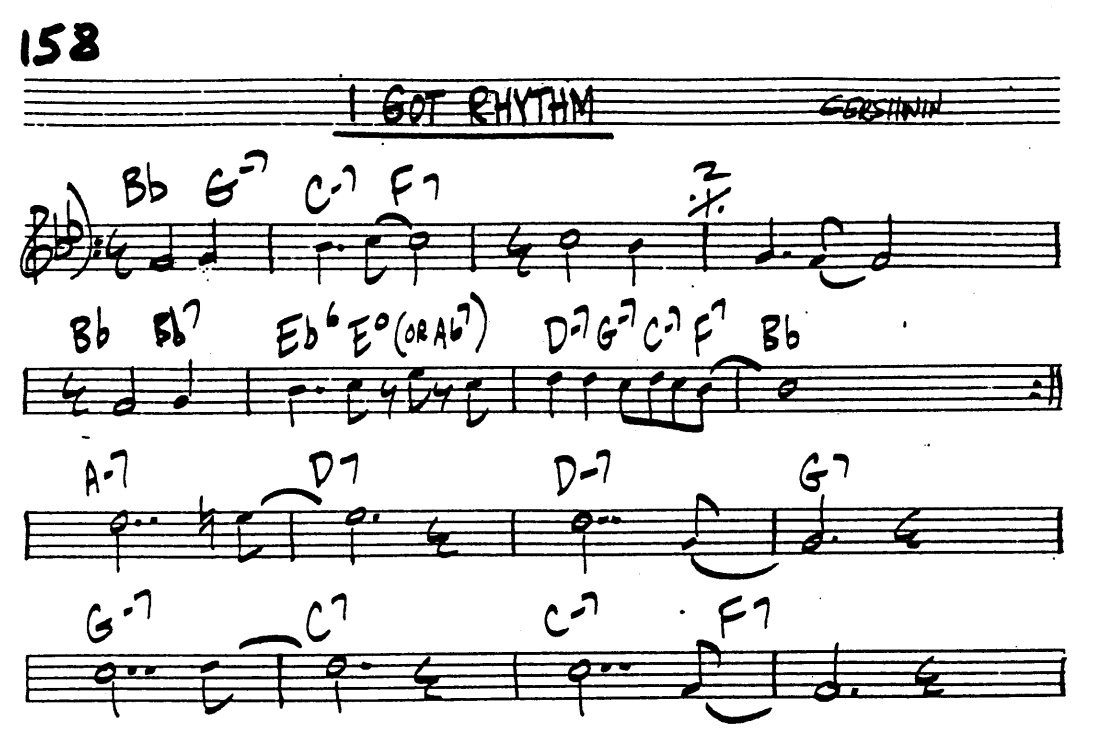 158
I GOT RHYTHM GERSHWIN
Bb G-7 C-7 F7 2
Bb Bb7 Eb6 Eo (OR Ab7) D-7 G-7 C-7 F7 Bb
A-7 D7 D-7 G7
G-7 C7 C-7 F7